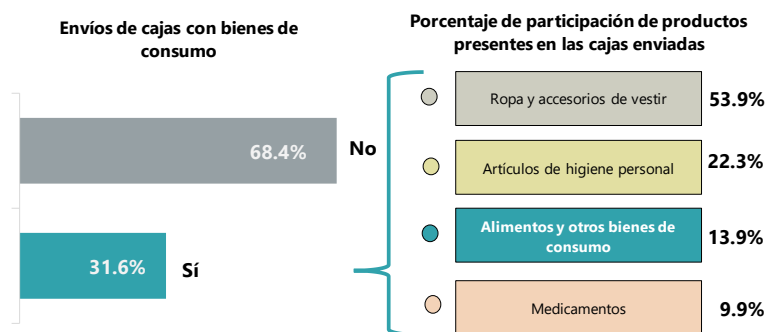 Envíos de cajas con bienes de
consumo
68.4%
No
31.6%
Sí
Porcentaje de participación de productos
presentes en las cajas enviadas
Ropa y accesorios de vestir
53.9%
Artículos de higiene personal
22.3%
Alimentos y otros bienes de
consumo
13.9%
Medicamentos
9.9%